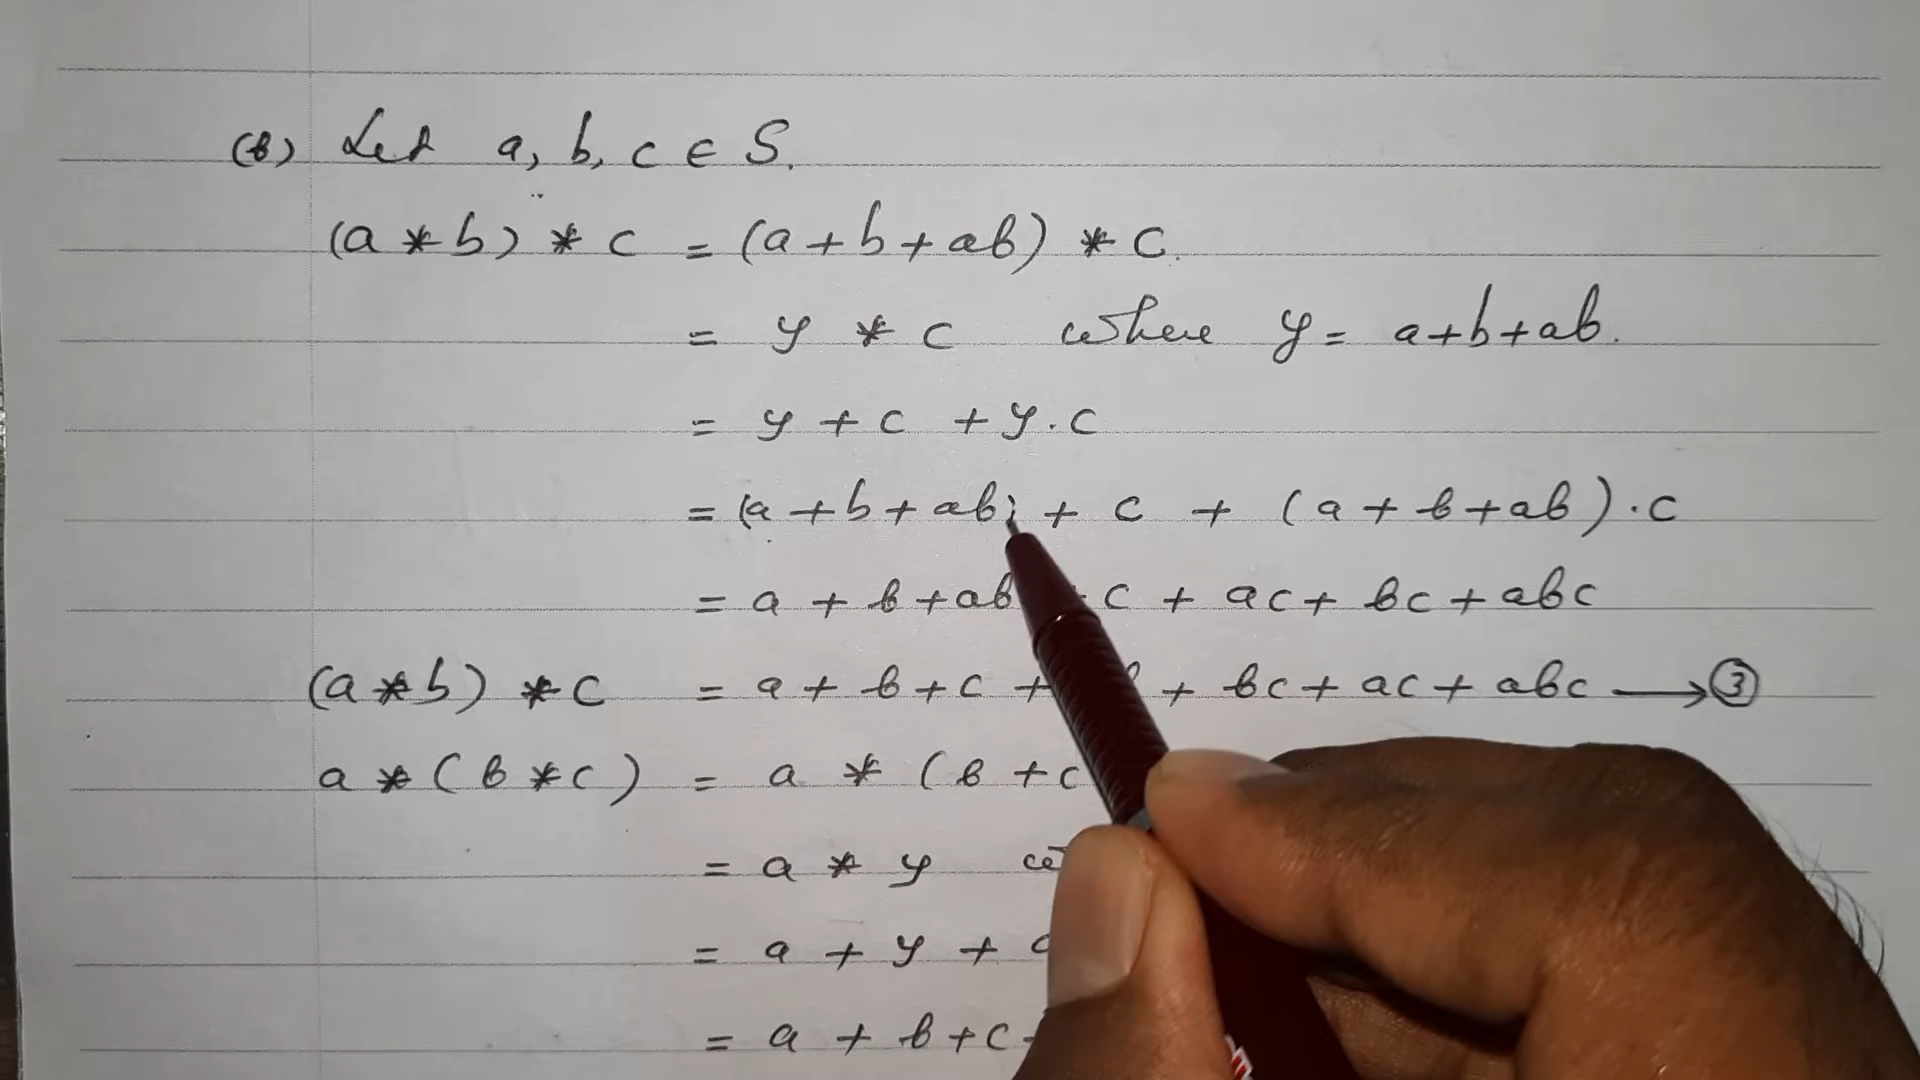 (b) Let a, b, c ∈ S.
(a * b) * c = (a + b + ab) * c.
= y * c where y = a+b+ab.
= y + c + y.c
= (a + b + ab) + c + (a + b + ab).c
= a + b + ab + c + ac + bc + abc
(a * b) * c = a + b + c + + bc + ac + abc → ③
a * (b * c) = a * (b + c
= a * y
= a + y +
= a + b + c